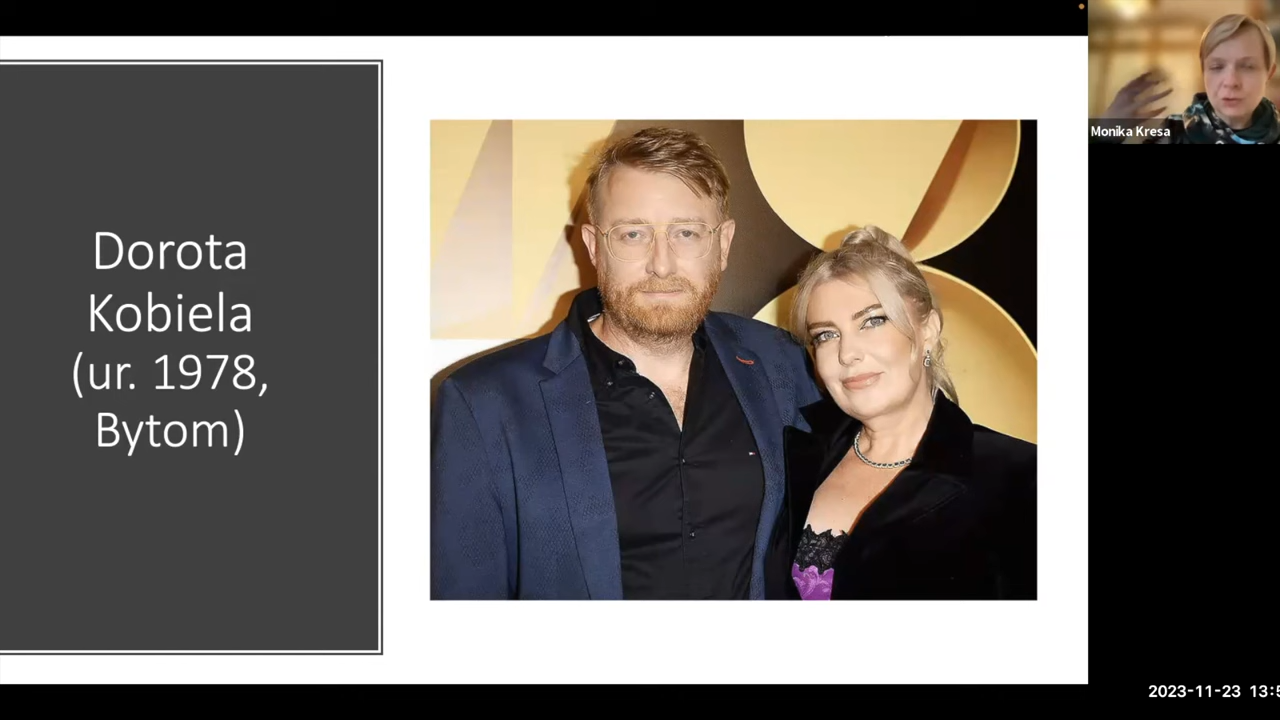 Dorota
Kobiela
(ur. 1978,
Bytom)
Monika Kresa
2023-11-23 13:5